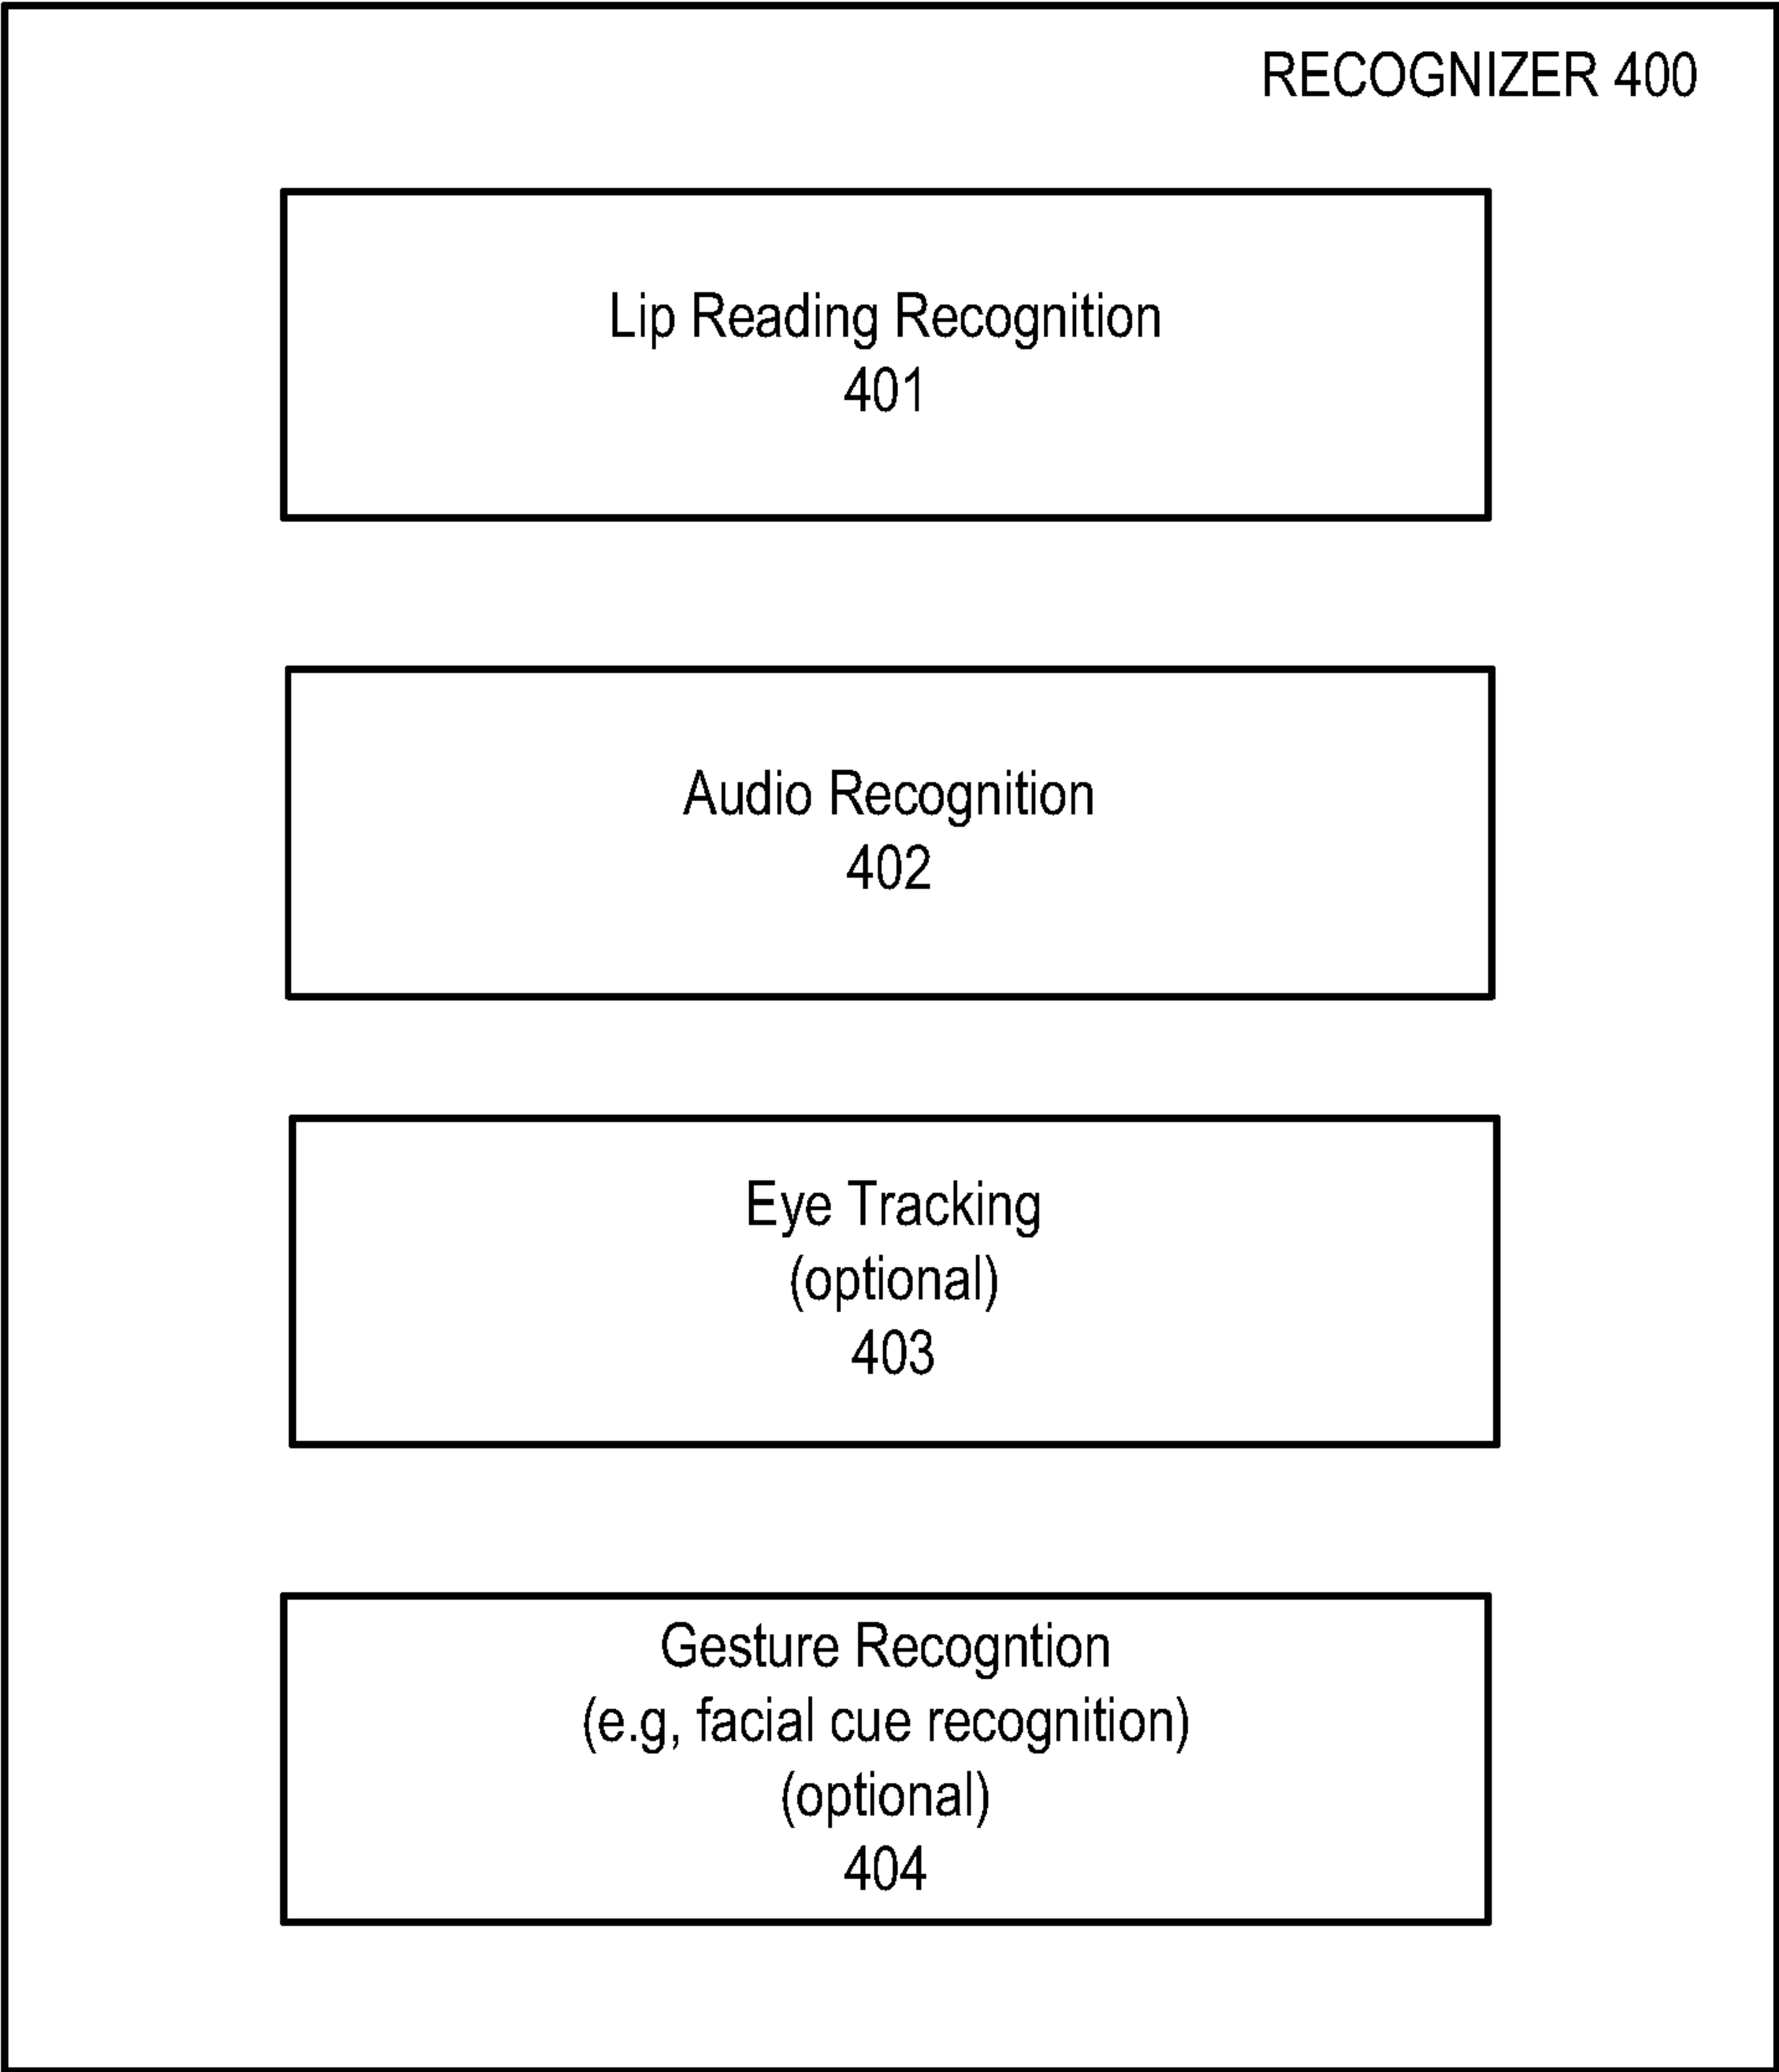 RECOGNIZER 400
Lip Reading Recognition
401
Audio Recognition
402
Eye Tracking
(optional)
403
Gesture Recogntion
(e.g, facial cue recognition)
(optional)
404